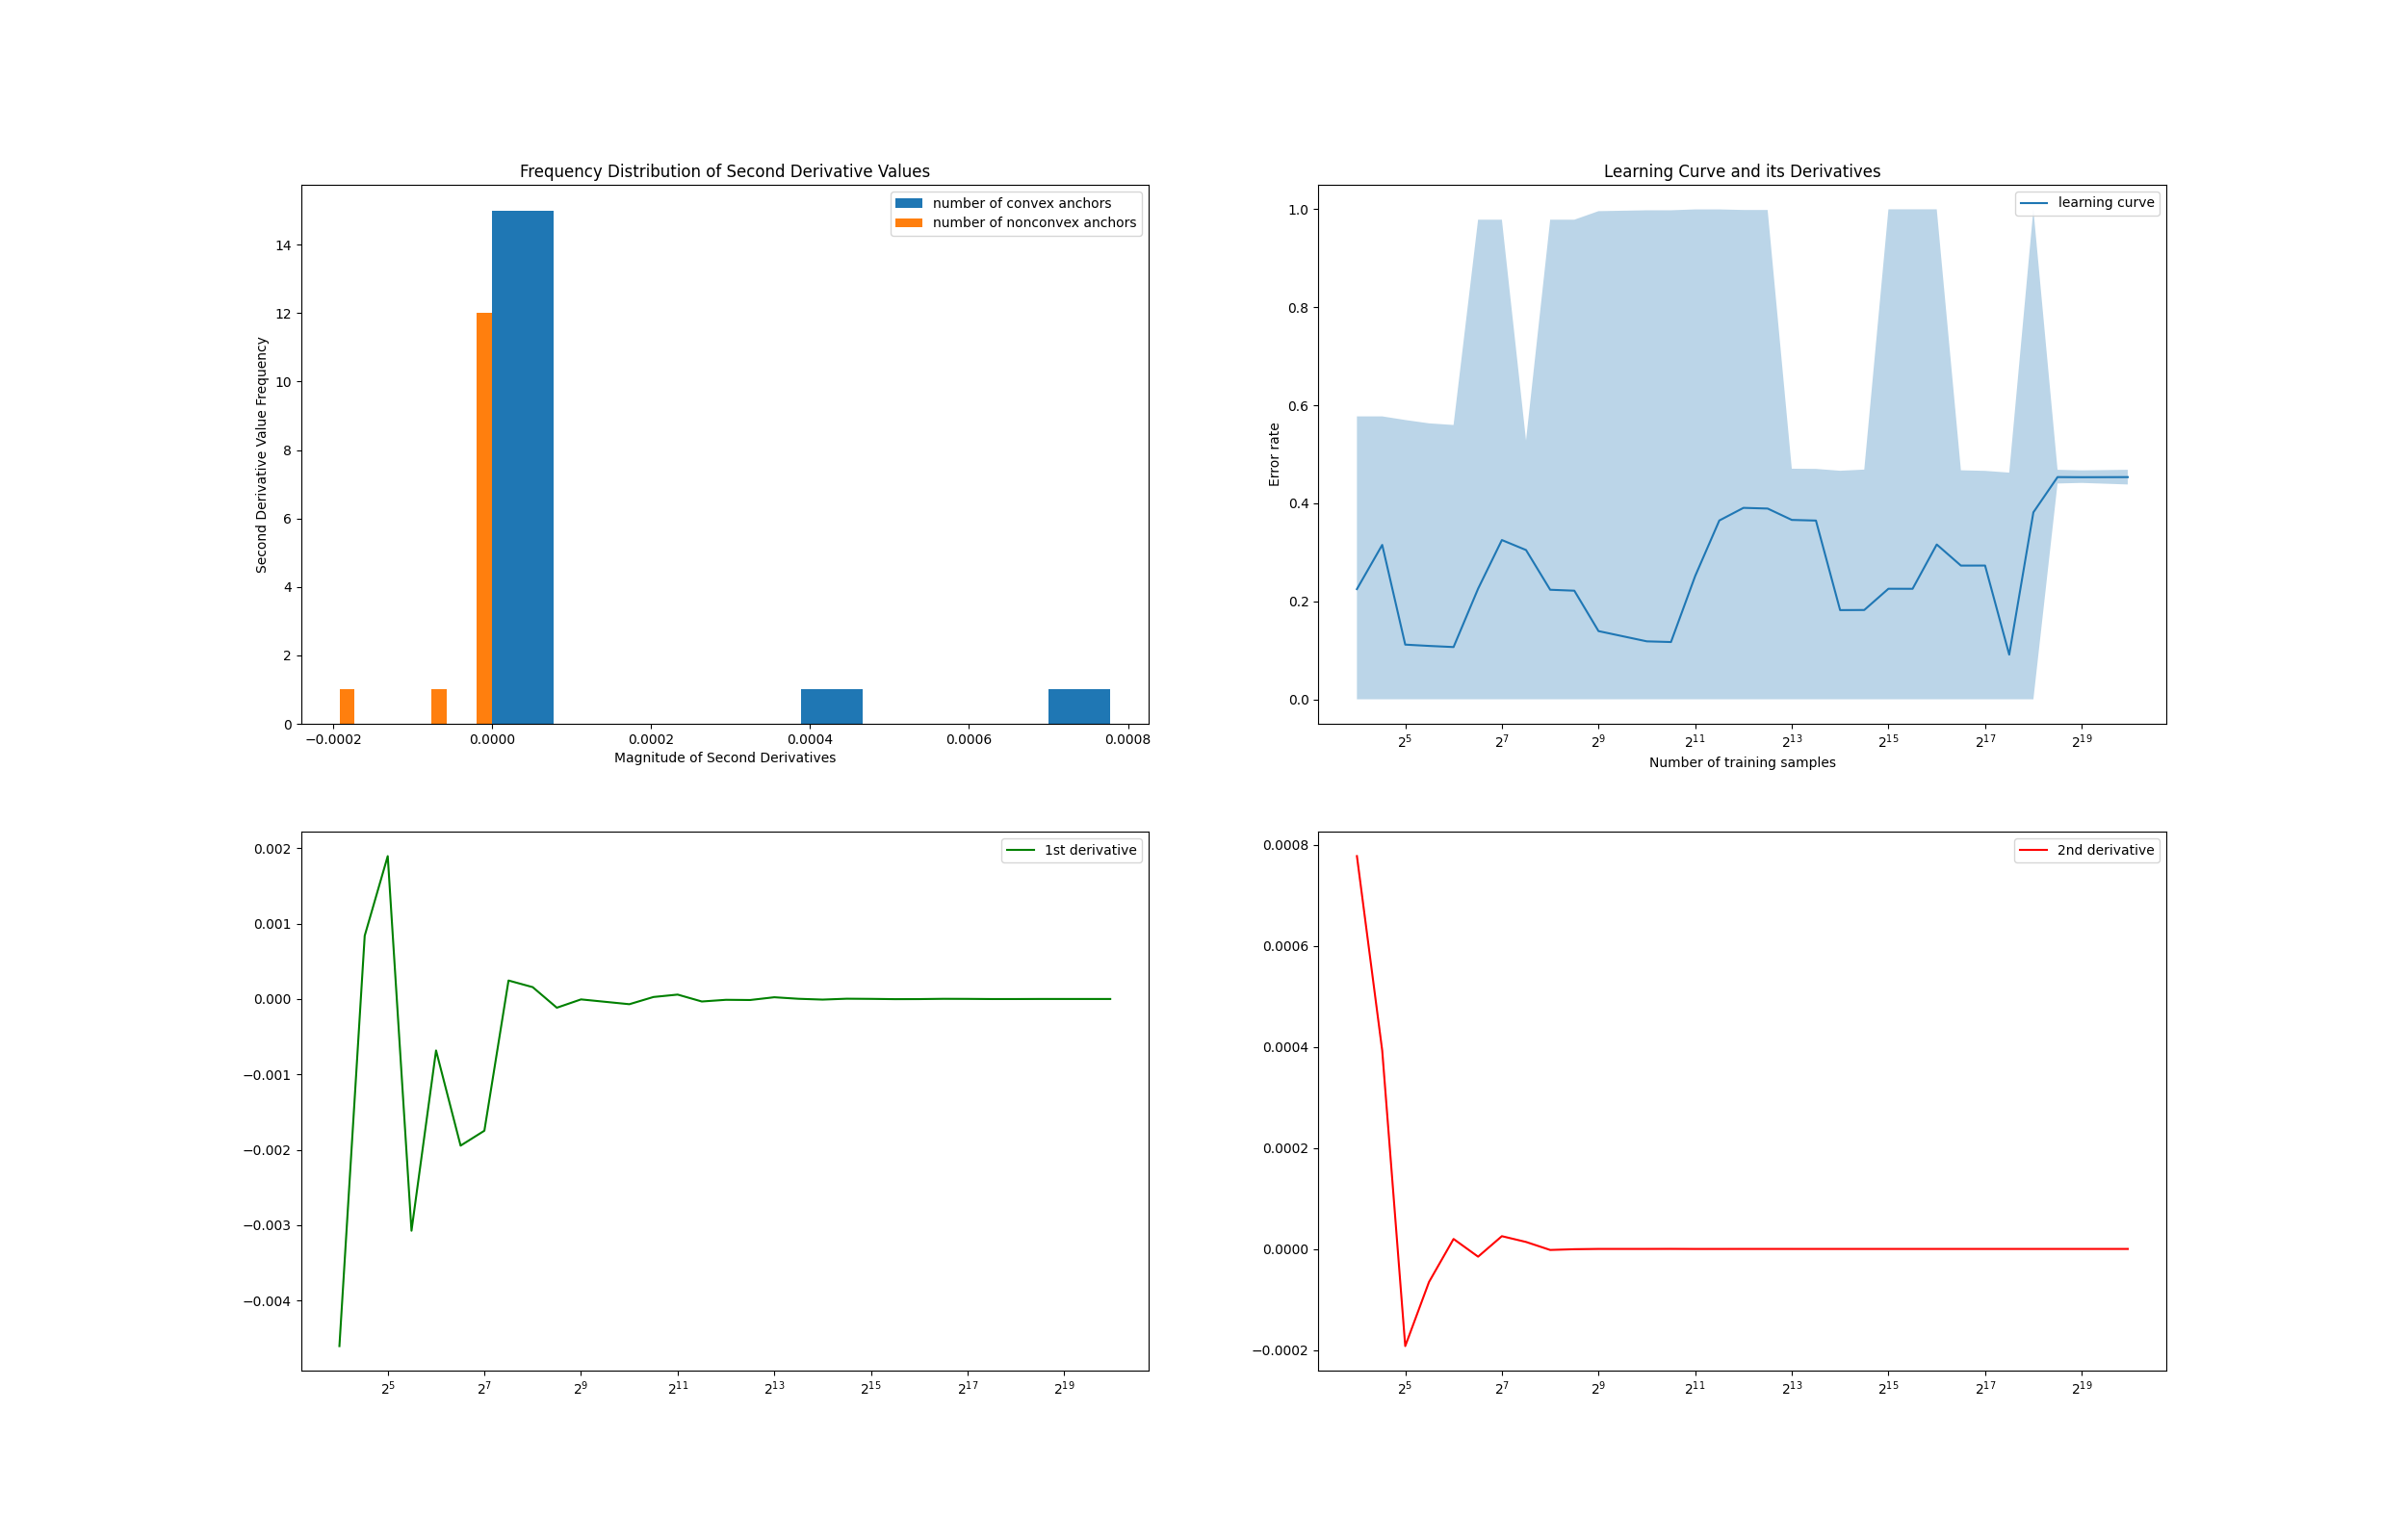 Frequency Distribution of Second Derivative Values
number of convex anchors
number of nonconvex anchors
14
12
10
8
6
4
2
0
Second Derivative Value Frequency
−0.0002 0.0000 0.0002 0.0004 0.0006 0.0008
Magnitude of Second Derivatives
Learning Curve and its Derivatives
learning curve
1.0
0.8
0.6
0.4
0.2
0.0
Error rate
2^5 2^7 2^9 2^11 2^13 2^15 2^17 2^19
Number of training samples
1st derivative
0.002
0.001
0.000
−0.001
−0.002
−0.003
−0.004
2^5 2^7 2^9 2^11 2^13 2^15 2^17 2^19
2nd derivative
0.0008
0.0006
0.0004
0.0002
0.0000
−0.0002
2^5 2^7 2^9 2^11 2^13 2^15 2^17 2^19